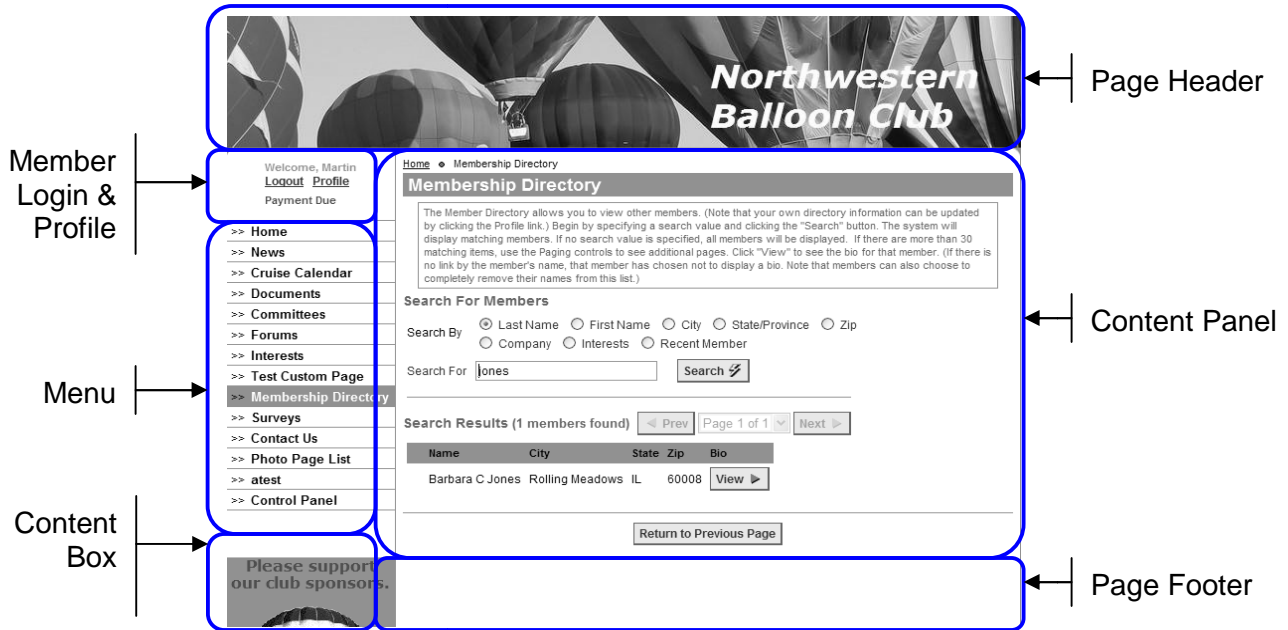 Northwestern
Balloon Club
Page Header
Member
Login &
Profile
Welcome, Martin
Logout Profile
Payment Due
Home Membership Directory
Membership Directory
The Member Directory allows you to view other members. (Note that your own directory information can be updated
by clicking the Profile link.) Begin by specifying a search value and clicking the "Search" button. The system will
display matching members. If no search value is specified, all members will be displayed. If there are more than 30
matching items, use the Paging controls to see additional pages. Click "View" to see the bio for that member. (If there is
no link by the member's name, that member has chosen not to display a bio. Note that members can also choose to
completely remove their names from this list.)
Menu
>> Home
>> News
>> Cruise Calendar
>> Documents
>> Committees
>> Forums
>> Interests
>> Test Custom Page
>> Membership Directory
>> Surveys
>> Contact Us
>> Photo Page List
>> atest
>> Control Panel
Search For Members
Search By Last Name First Name City State/Province Zip
Company Interests Recent Member
Search For jones Search
Content Panel
Search Results (1 members found) Prev Page 1 of 1 Next
Name City State Zip Bio
Barbara C Jones Rolling Meadows IL 60008 View
Return to Previous Page
Content
Box
Please support
our club sponsors.
Page Footer